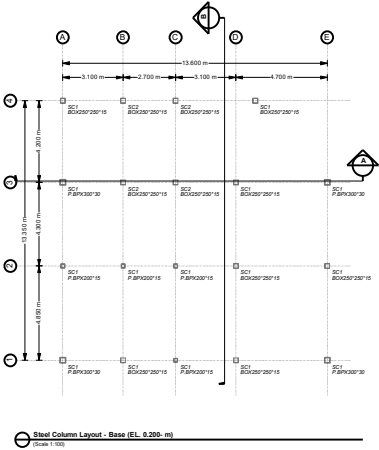 B
A
B
C
D
E
13.600 m
3.100 m
2.700 m
3.100 m
4.700 m
4
SC1
BOX250*250*15
SC2
BOX250*250*15
SC2
BOX250*250*15
SC1
BOX250*250*15
4.200 m
A
3
SC1
P.BPX300*30
SC2
BOX250*250*15
SC2
BOX250*250*15
SC1
BOX250*250*15
SC1
P.BPX300*30
13.350 m
4.300 m
2
SC1
P.BPX200*15
SC1
P.BPX200*15
SC1
P.BPX200*15
SC1
BOX250*250*15
SC1
BOX250*250*15
4.850 m
1
SC1
P.BPX300*30
SC1
BOX250*250*15
SC1
P.BPX200*15
SC1
BOX250*250*15
SC1
P.BPX300*30
Steel Column Layout - Base (EL. 0.200- m)
(Scale 1:100)